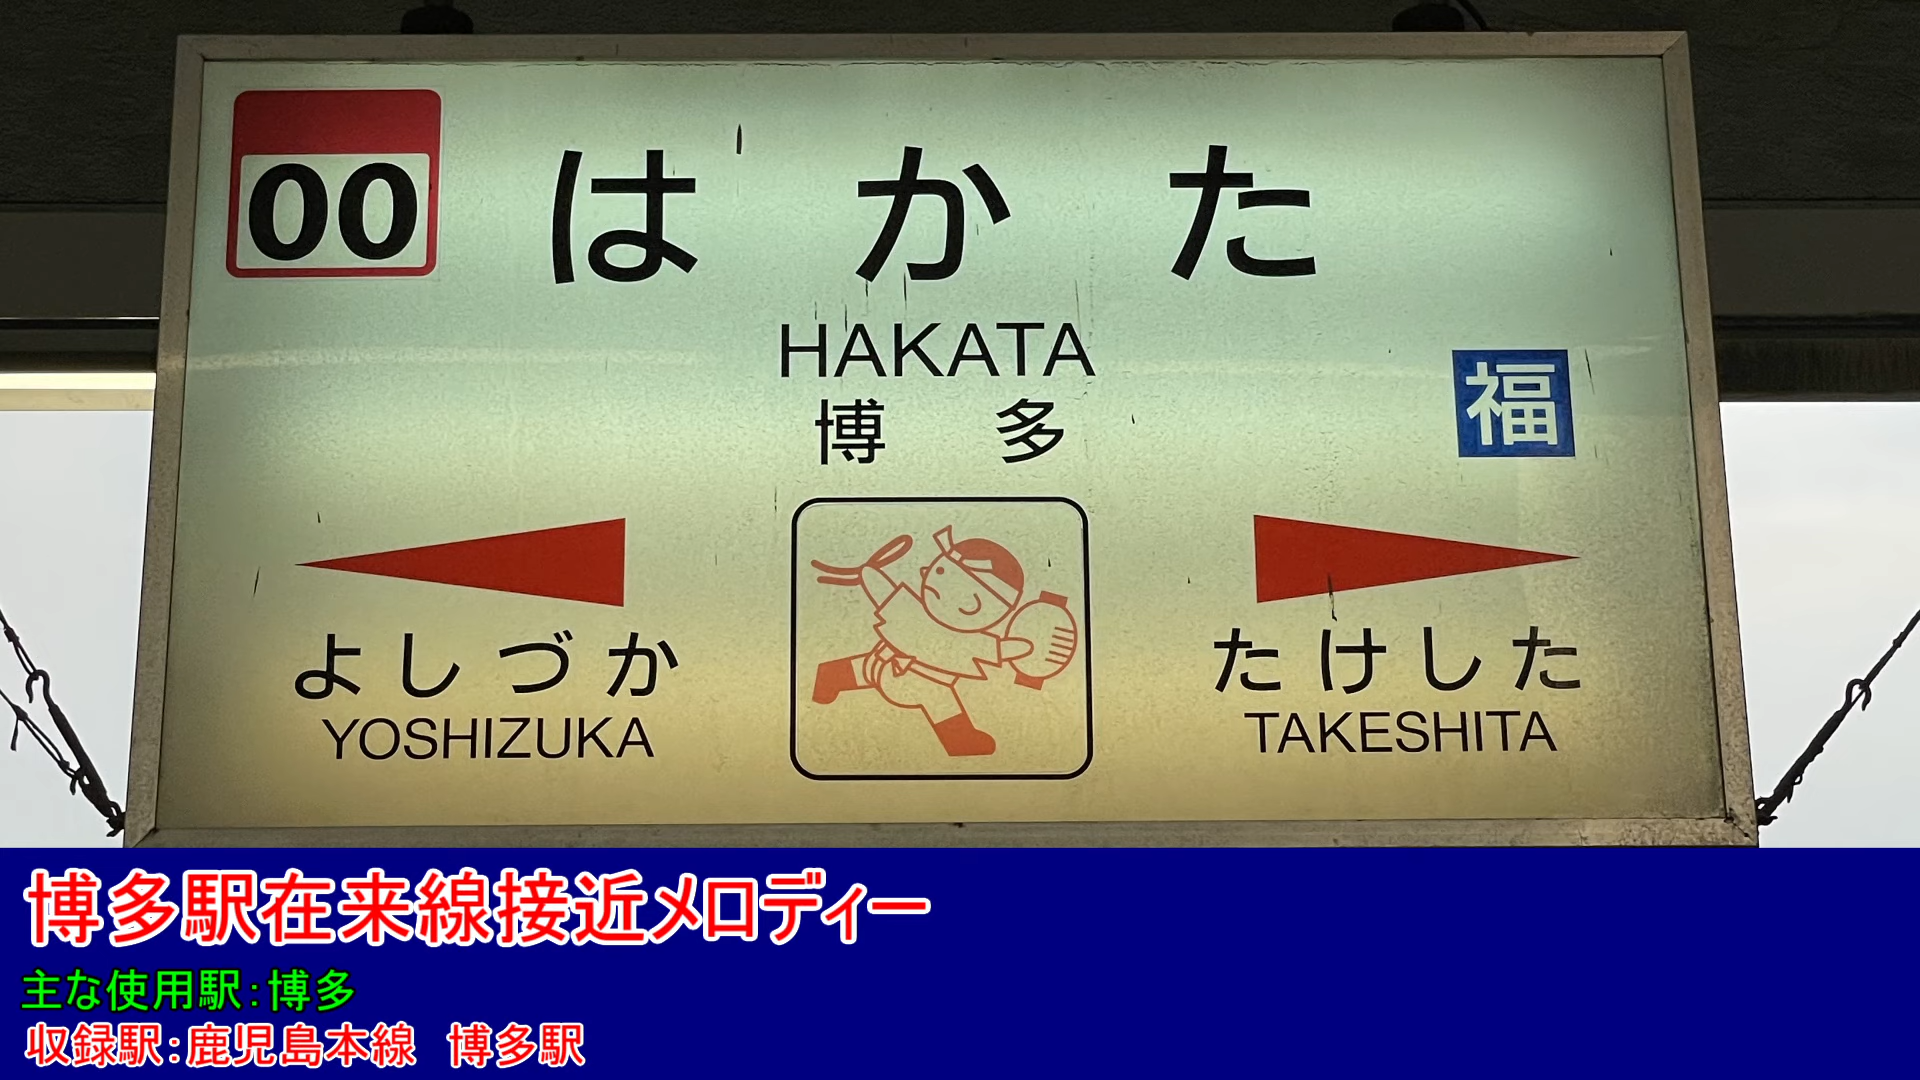 00
はかた
HAKATA
博多
福
よしづか
YOSHIZUKA
たけした
TAKESHITA
博多駅在来線接近メロディー
主な使用駅：博多
収録駅：鹿児島本線　博多駅